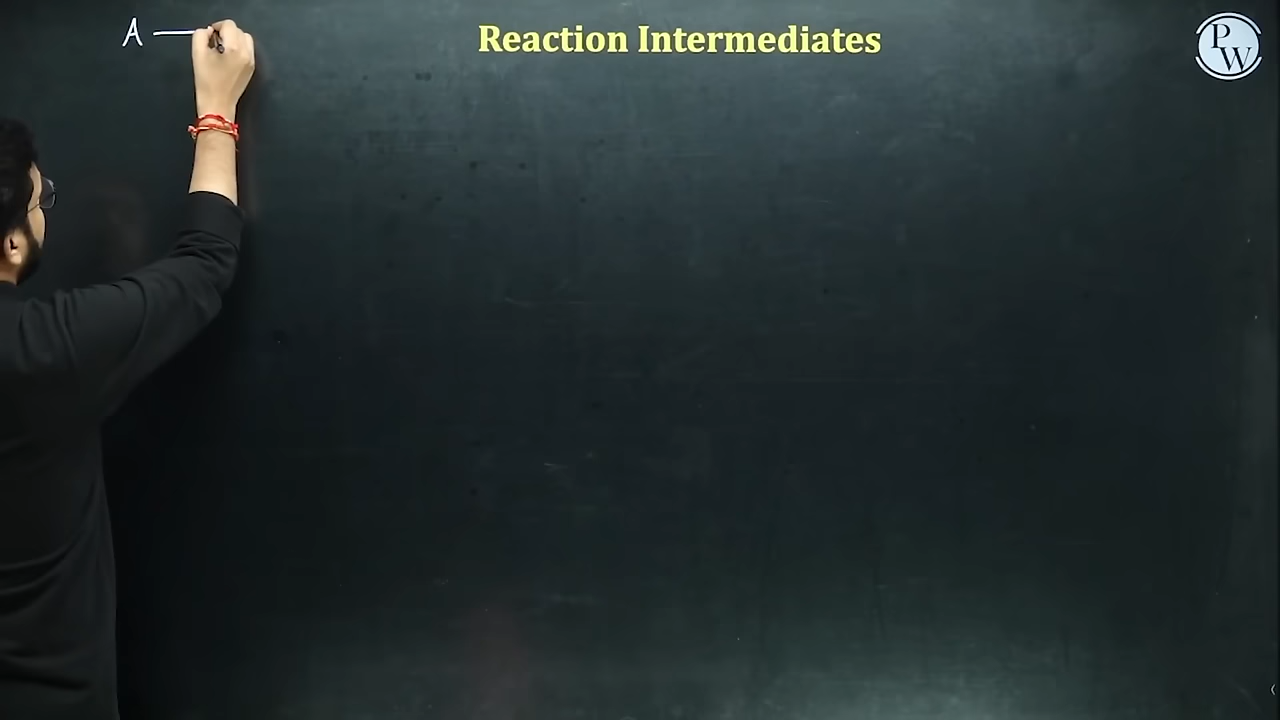 A —
Reaction Intermediates
PW